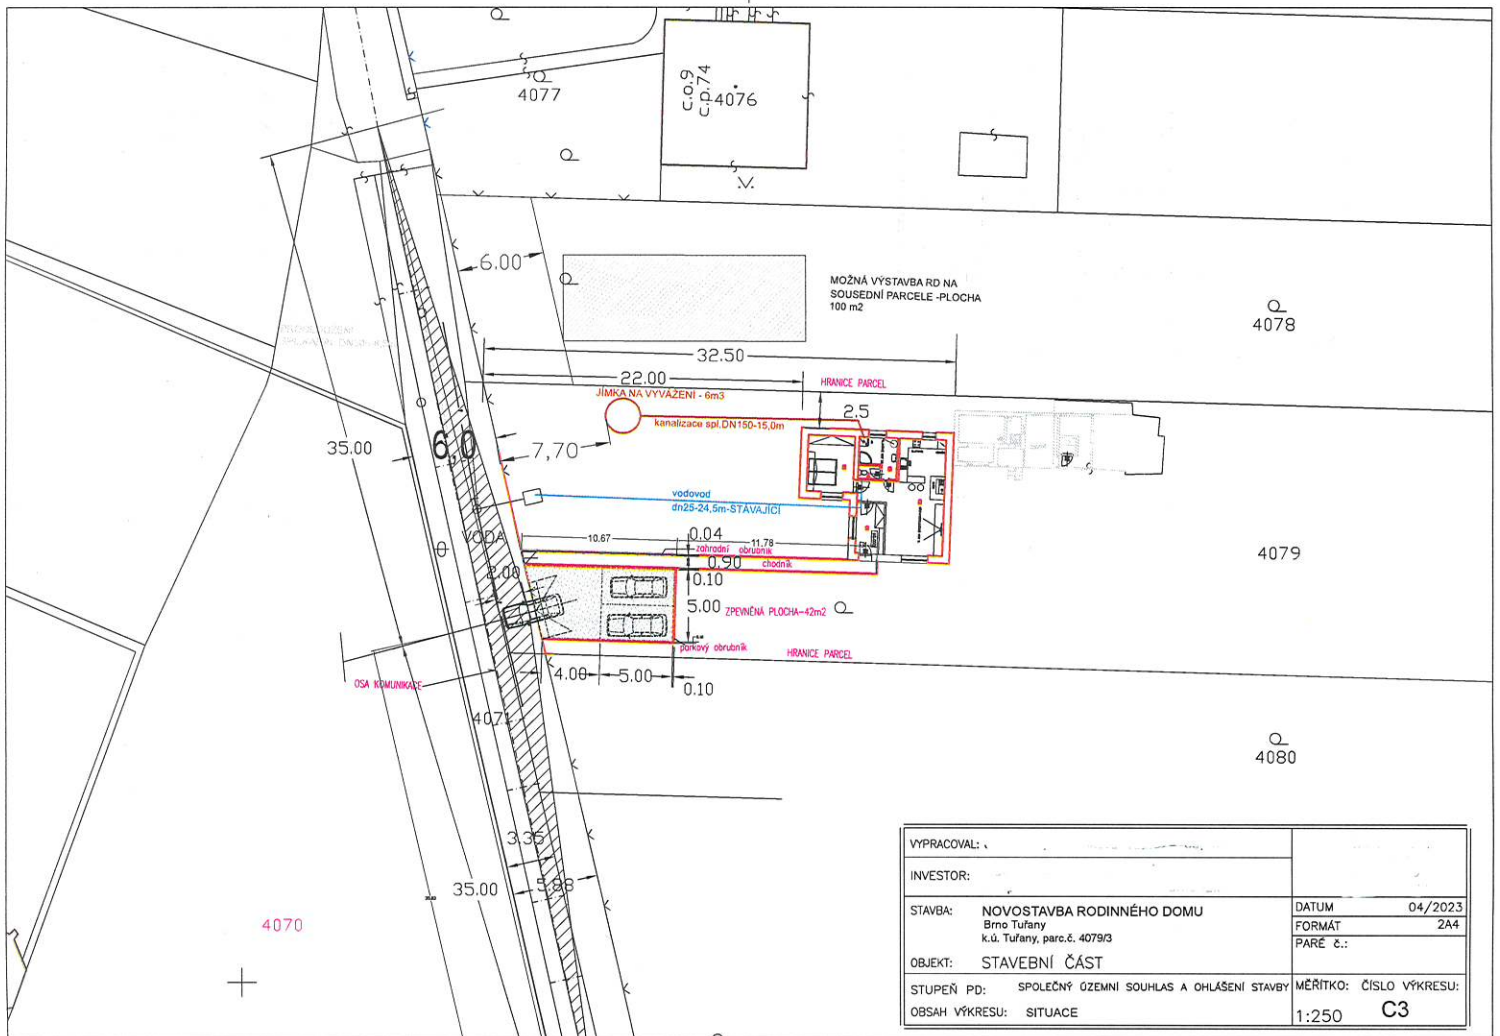 4077
č.o.9
č.p.74
4076
6.00
MOŽNÁ VÝSTAVBA RD NA
SOUSEDNÍ PARCELE -PLOCHA
100 m2
4078
32.50
22.00
HRANICE PARCEL
JÍMKA NA VYVÁŽENÍ - 6m3
2.5
kanalizace spl.DN150-15,0m
35.00
6,0
7,70
vodovod
dn25-24,5m-STÁVAJÍCÍ
VODA
10.67
0.04
11.78
zahradní obrubník
4079
0.90
chodník
2.00
0.10
5.00
ZPEVNĚNÁ PLOCHA-42m2
parkový obrubník
HRANICE PARCEL
4.00
5.00
0.10
OSA KOMUNIKACE
4071
4080
3.35
35.00
5.88
4070
VYPRACOVAL:
INVESTOR:
STAVBA: NOVOSTAVBA RODINNÉHO DOMU
Brno Tuřany
k.ú. Tuřany, parc.č. 4079/3
OBJEKT: STAVEBNÍ ČÁST
STUPEŇ PD: SPOLEČNÝ ÚZEMNÍ SOUHLAS A OHLÁŠENÍ STAVBY
OBSAH VÝKRESU: SITUACE
DATUM 04/2023
FORMÁT 2A4
PARÉ č.:
MĚŘÍTKO: ČÍSLO VÝKRESU:
1:250 C3